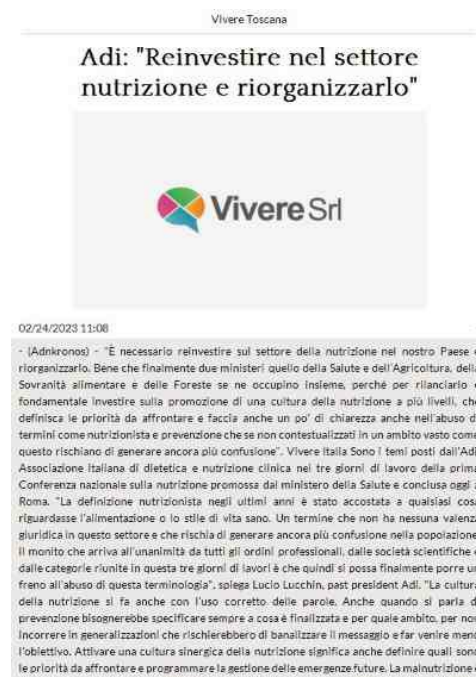 Vivere Toscana
Adi: "Reinvestire nel settore
nutrizione e riorganizzarlo"
Vivere Srl
02/24/2023 11:08
- (Adnkronos) - "È necessario reinvestire sul settore della nutrizione nel nostro Paese e
riorganizzarlo. Bene che finalmente due ministeri quello della Salute e dell'Agricoltura, della
Sovranità alimentare e delle Foreste se ne occupino insieme, perché per rilanciarlo è
fondamentale investire sulla promozione di una cultura della nutrizione a più livelli, che
definisca le priorità da affrontare e faccia anche un po' di chiarezza anche nell'abuso di
termini come nutrizionista e prevenzione che se non contestualizzati in un ambito vasto come
questo rischiano di generare ancora più confusione". Vivere Italia Sono i temi posti dall'Adi,
Associazione italiana di dietetica e nutrizione clinica nei tre giorni di lavoro della prima
Conferenza nazionale sulla nutrizione promossa dal ministero della Salute e conclusa oggi a
Roma. "La definizione nutrizionista negli ultimi anni è stato accostata a qualsiasi cosa
riguardasse l'alimentazione o lo stile di vita sano. Un termine che non ha nessuna valenza
giuridica in questo settore e che rischia di generare ancora più confusione nella popolazione.
Il monito che arriva all'unanimità da tutti gli ordini professionali, dalle società scientifiche e
dalle categorie riunite in questa tre giorni di lavori è che quindi si possa finalmente porre un
freno all'abuso di questa terminologia", spiega Lucio Lucchin, past president Adi. "La cultura
della nutrizione si fa anche con l'uso corretto delle parole. Anche quando si parla di
prevenzione bisognerebbe specificare sempre a cosa è finalizzata e per quale ambito, per non
incorrere in generalizzazioni che rischierebbero di banalizzare il messaggio e far venire meno
l'obiettivo. Attivare una cultura sinergica della nutrizione significa anche definire quali sono
le priorità da affrontare e programmare la gestione delle emergenze future. La malnutrizione è